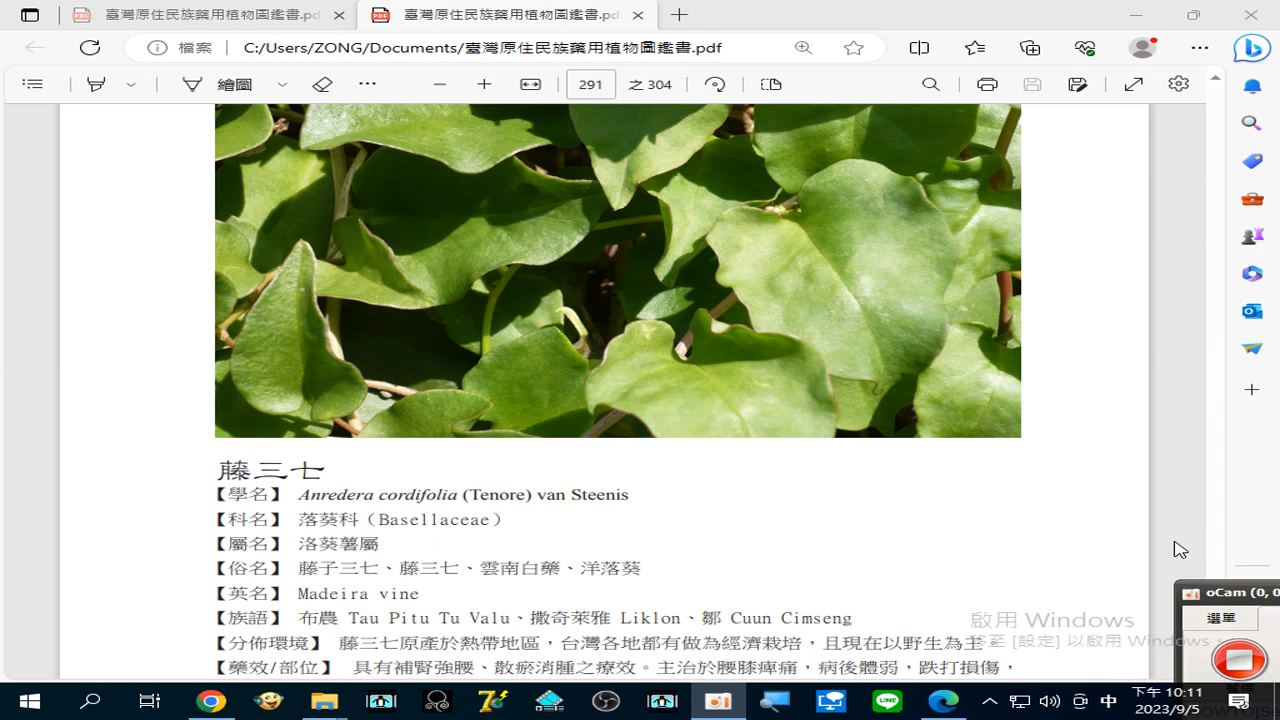 臺灣原住民族藥用植物圖鑑書.pdf
臺灣原住民族藥用植物圖鑑書.pdf
檔案 C:/Users/ZONG/Documents/臺灣原住民族藥用植物圖鑑書.pdf
繪圖 291 之 304
藤三七
【學名】 Anredera cordifolia (Tenore) van Steenis
【科名】 落葵科（Basellaceae）
【屬名】 洛葵薯屬
【俗名】 藤子三七、藤三七、雲南白藥、洋落葵
【英名】 Madeira vine
【族語】 布農 Tau Pitu Tu Valu、撒奇萊雅 Liklon、鄒 Cuun Cimseng
【分佈環境】 藤三七原產於熱帶地區，台灣各地都有做為經濟栽培，且現在以野生為主。
【藥效/部位】 具有補腎強腰、散瘀消腫之療效。主治於腰膝痺痛，病後體弱，跌打損傷，
啟用 Windows
移至 [設定] 以啟用 Windows。
oCam (0, 0
選單
中
下午 10:11
2023/9/5